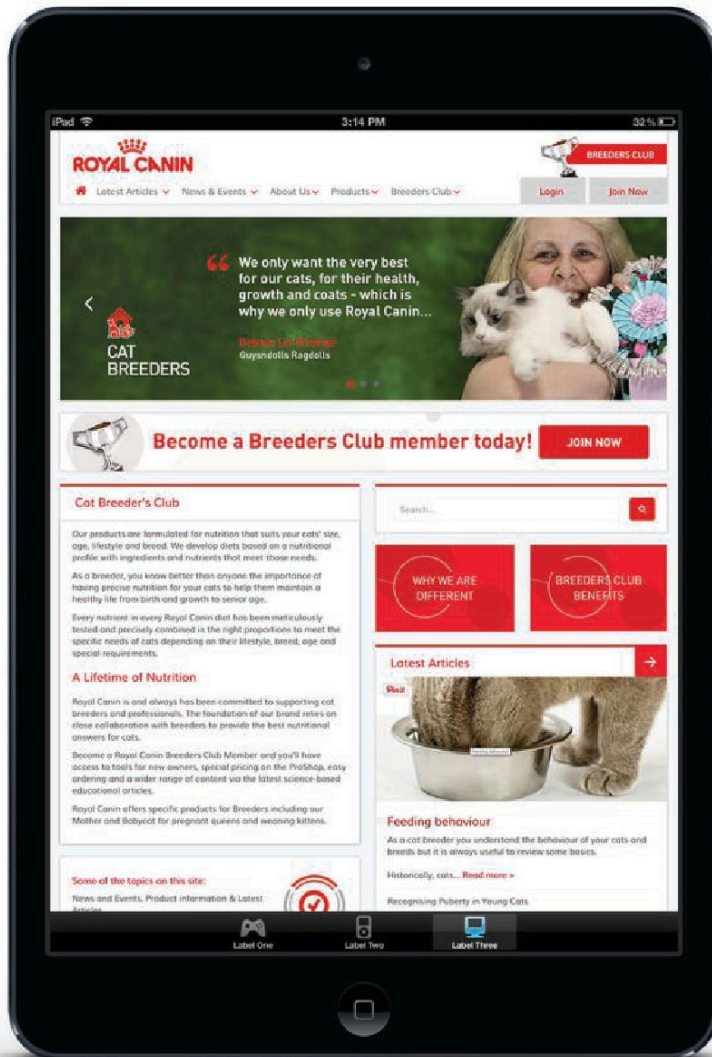 iPad
3:14 PM
32%
ROYAL CANIN
BREEDERS CLUB
Latest Articles
News & Events
About Us
Products
Breeders Club
Login
Join Now
“ We only want the very best
for our cats, for their health,
growth and coats - which is
why we only use Royal Canin...
Guysndolls Ragdolls
CAT
BREEDERS
Become a Breeders Club member today!
JOIN NOW
Cat Breeder's Club
Our products are formulated for nutrition that suits your cats' size,
age, lifestyle and breed. We develop diets based on a nutritional
profile with ingredients and nutrients that meet those needs.
As a breeder, you know better than anyone the importance of
having precise nutrition for your cats to help them maintain a
healthy life from birth and growth to senior age.
Every nutrient in every Royal Canin diet has been meticulously
tested and precisely combined in the right proportions to meet the
specific needs of cats depending on their lifestyle, breed, age and
special requirements.
A Lifetime of Nutrition
Royal Canin is and always has been committed to supporting cat
breeders and professionals. The foundation of our brand relies on
close collaboration with breeders to provide the best nutritional
answers for cats.
Become a Royal Canin Breeders Club Member and you'll have
access to tools for new owners, special pricing on the ProShop, easy
ordering and a wider range of content via the latest science-based
educational articles.
Royal Canin offers specific products for Breeders including our
Mother and Babycat for pregnant queens and weaning kittens.
Some of the topics on this site:
News and Events, Product information & Latest
Articles
Search...
WHY WE ARE
DIFFERENT
BREEDERS CLUB
BENEFITS
Latest Articles
Pin it
Feeding behaviour
Feeding behaviour
As a cat breeder you understand the behaviour of your cats and
breeds but it is always useful to review some basics.
Historically, cats... Read more »
Recognising Puberty in Young Cats
Label One
Label Two
Label Three